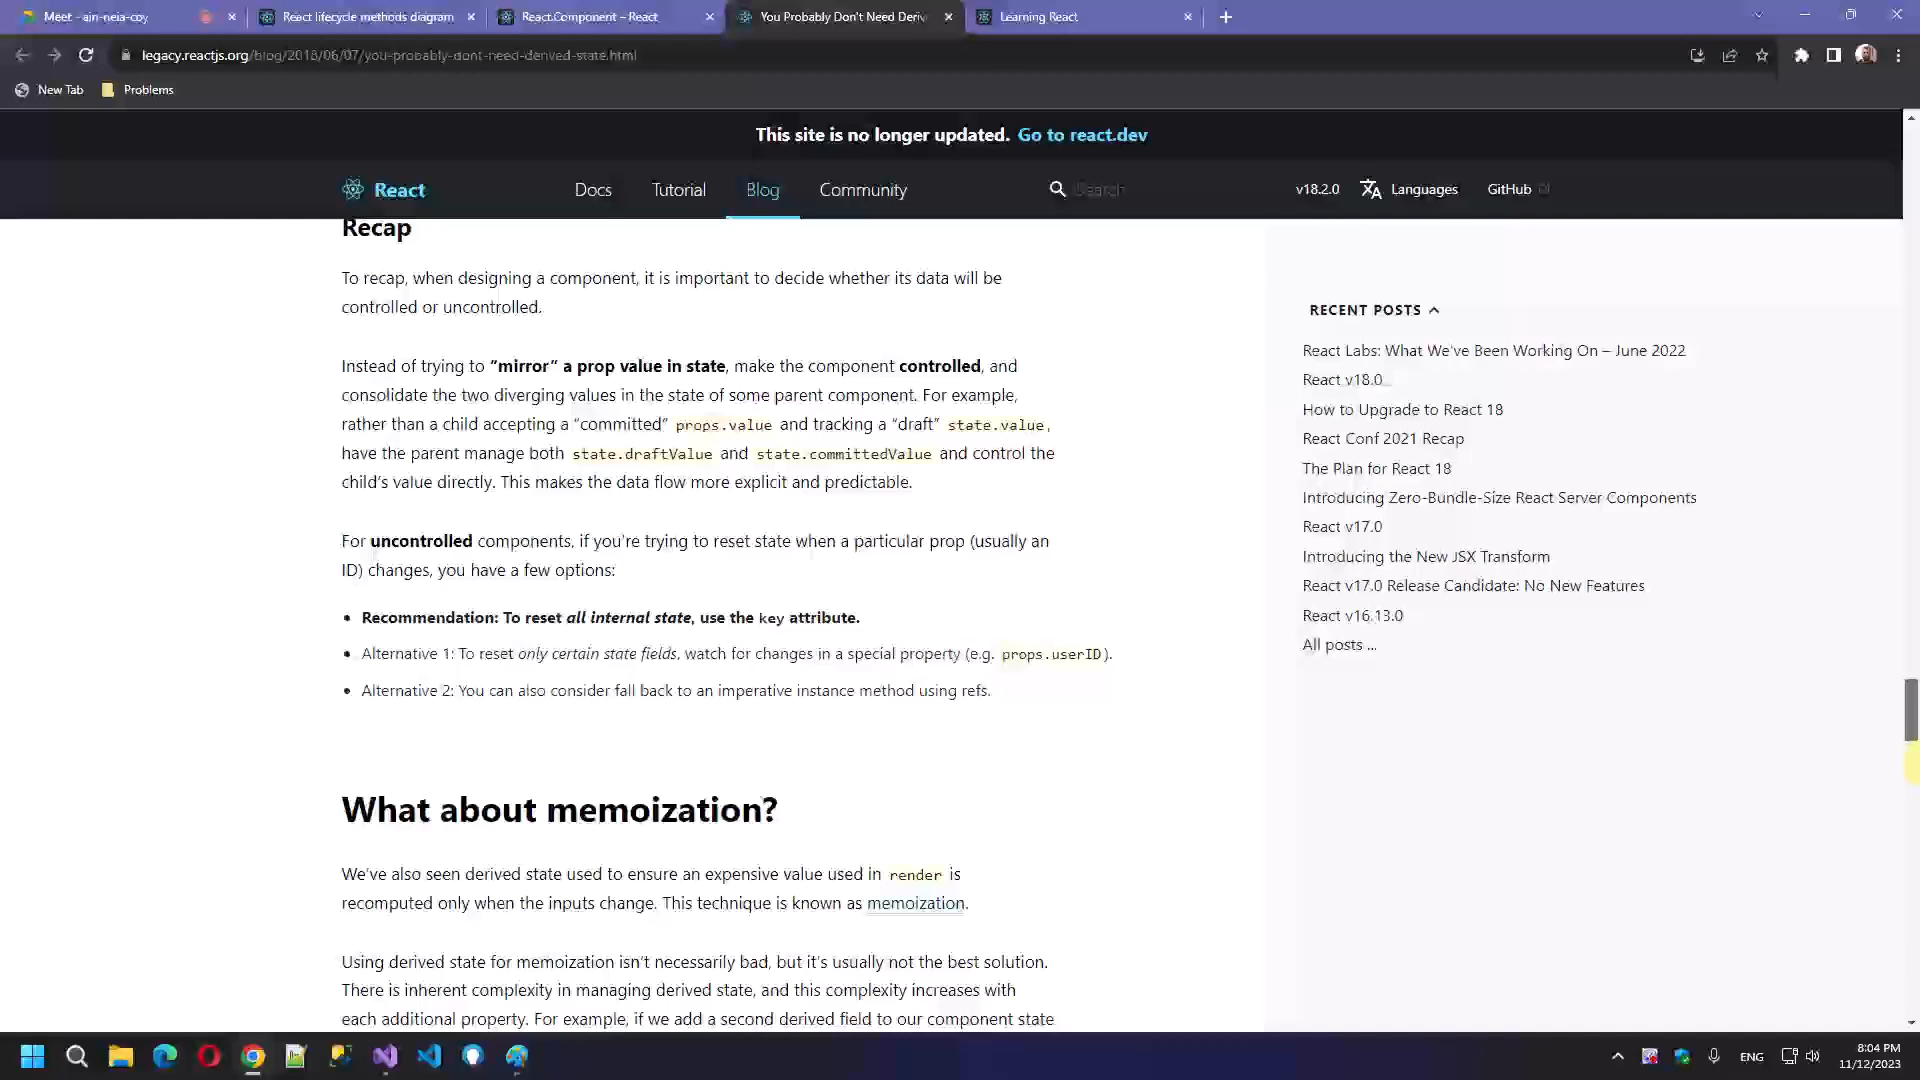 Meet - ain-neia-coy
React lifecycle methods diagram
React.Component – React
You Probably Don't Need Deriv
Learning React
legacy.reactjs.org/blog/2018/06/07/you-probably-dont-need-derived-state.html
New Tab
Problems
This site is no longer updated. Go to react.dev
React
Docs
Tutorial
Blog
Community
Search
v18.2.0
Languages
GitHub
Recap
To recap, when designing a component, it is important to decide whether its data will be
controlled or uncontrolled.
Instead of trying to “mirror” a prop value in state, make the component controlled, and
consolidate the two diverging values in the state of some parent component. For example,
rather than a child accepting a “committed” props.value and tracking a “draft” state.value,
have the parent manage both state.draftValue and state.committedValue and control the
child’s value directly. This makes the data flow more explicit and predictable.
For uncontrolled components, if you’re trying to reset state when a particular prop (usually an
ID) changes, you have a few options:
• Recommendation: To reset all internal state, use the key attribute.
• Alternative 1: To reset only certain state fields, watch for changes in a special property (e.g. props.userID).
• Alternative 2: You can also consider fall back to an imperative instance method using refs.
What about memoization?
We’ve also seen derived state used to ensure an expensive value used in render is
recomputed only when the inputs change. This technique is known as memoization.
Using derived state for memoization isn’t necessarily bad, but it’s usually not the best solution.
There is inherent complexity in managing derived state, and this complexity increases with
each additional property. For example, if we add a second derived field to our component state
RECENT POSTS
React Labs: What We've Been Working On – June 2022
React v18.0
How to Upgrade to React 18
React Conf 2021 Recap
The Plan for React 18
Introducing Zero-Bundle-Size React Server Components
React v17.0
Introducing the New JSX Transform
React v17.0 Release Candidate: No New Features
React v16.13.0
All posts ...
ENG
8:04 PM
11/12/2023